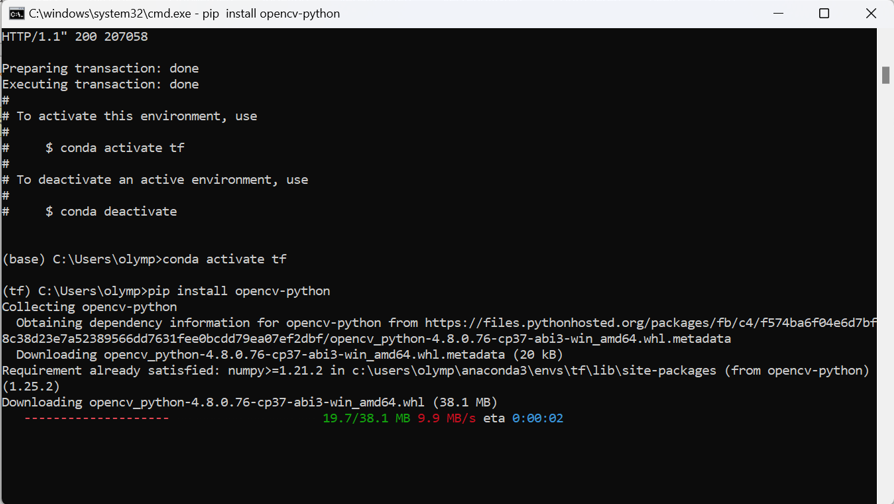 C:\windows\system32\cmd.exe - pip  install opencv-python
HTTP/1.1" 200 207058
Preparing transaction: done
Executing transaction: done
#
# To activate this environment, use
#
#     $ conda activate tf
#
# To deactivate an active environment, use
#
#     $ conda deactivate
(base) C:\Users\olymp>conda activate tf
(tf) C:\Users\olymp>pip install opencv-python
Collecting opencv-python
  Obtaining dependency information for opencv-python from https://files.pythonhosted.org/packages/fb/c4/f574ba6f04e6d7bf
8c38d23e7a52389566dd7631fee0bcdd79ea07ef2dbf/opencv_python-4.8.0.76-cp37-abi3-win_amd64.whl.metadata
  Downloading opencv_python-4.8.0.76-cp37-abi3-win_amd64.whl.metadata (20 kB)
Requirement already satisfied: numpy>=1.21.2 in c:\users\olymp\anaconda3\envs\tf\lib\site-packages (from opencv-python)
(1.25.2)
Downloading opencv_python-4.8.0.76-cp37-abi3-win_amd64.whl (38.1 MB)
   --------------------                     19.7/38.1 MB 9.9 MB/s eta 0:00:02